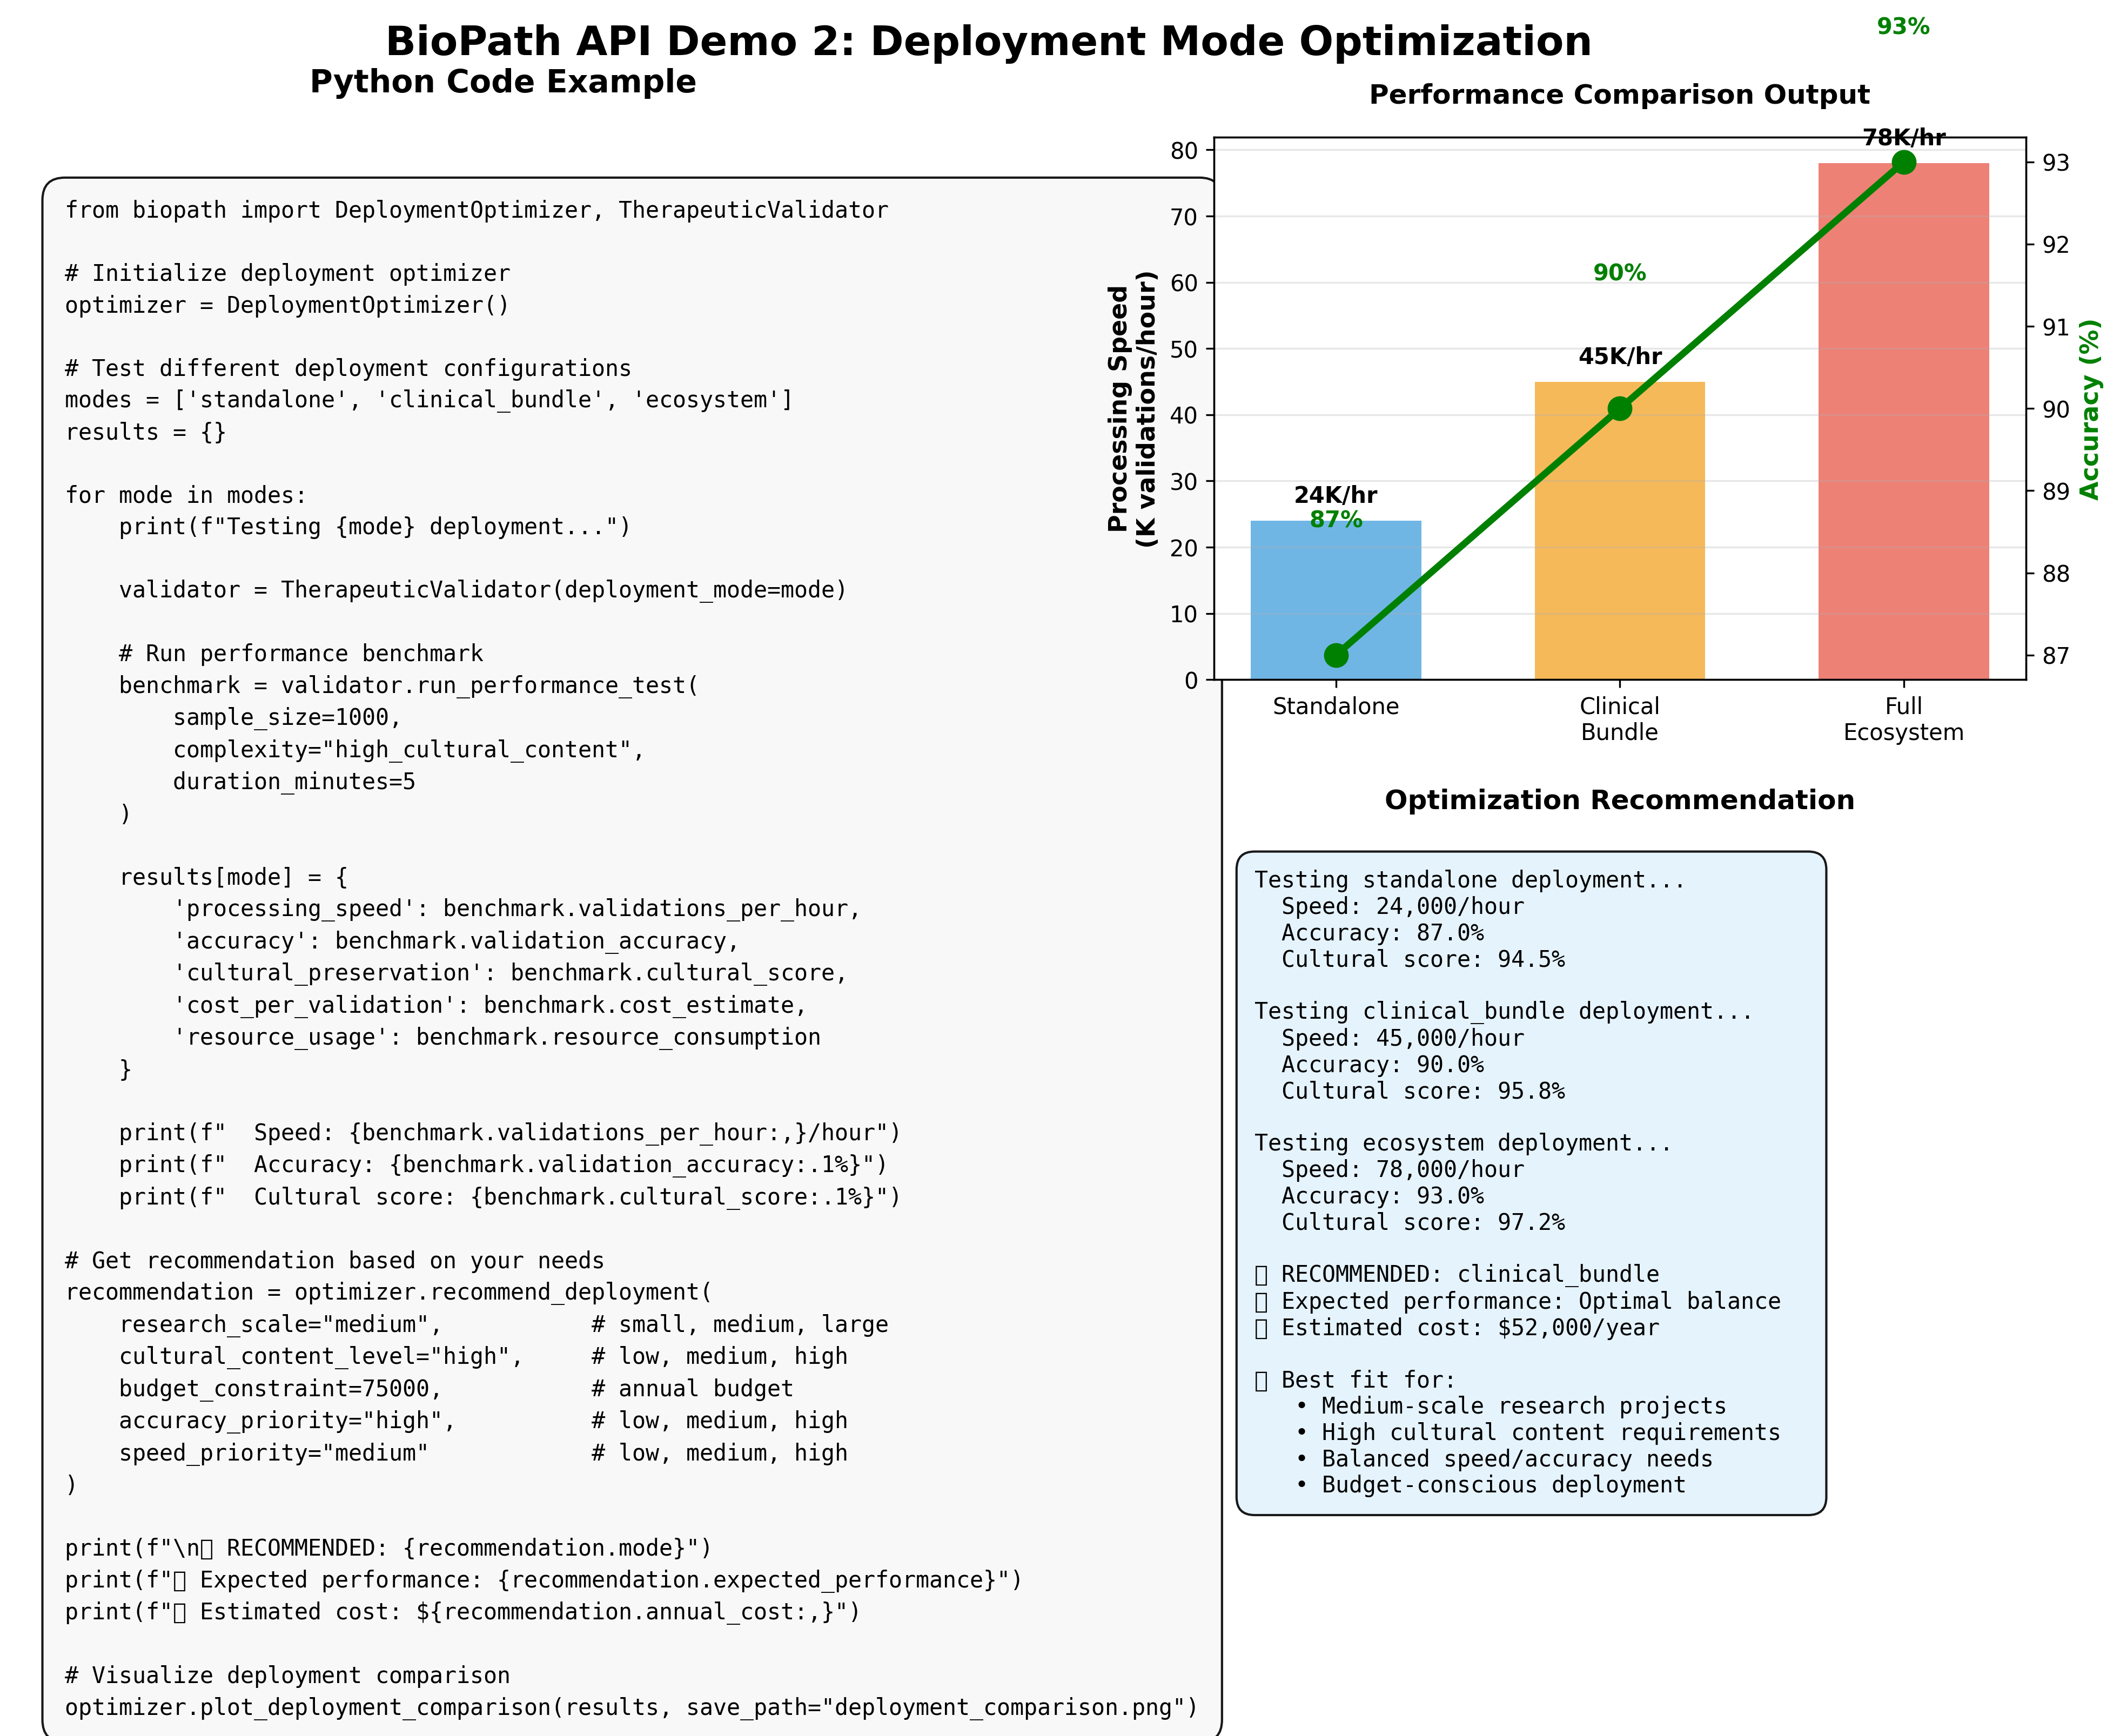 BioPath API Demo 2: Deployment Mode Optimization
Python Code Example
from biopath import DeploymentOptimizer, TherapeuticValidator
# Initialize deployment optimizer
optimizer = DeploymentOptimizer()
# Test different deployment configurations
modes = ['standalone', 'clinical_bundle', 'ecosystem']
results = {}
for mode in modes:
    print(f"Testing {mode} deployment...")
    validator = TherapeuticValidator(deployment_mode=mode)
    # Run performance benchmark
    benchmark = validator.run_performance_test(
        sample_size=1000,
        complexity="high_cultural_content",
        duration_minutes=5
    )
    results[mode] = {
        'processing_speed': benchmark.validations_per_hour,
        'accuracy': benchmark.validation_accuracy,
        'cultural_preservation': benchmark.cultural_score,
        'cost_per_validation': benchmark.cost_estimate,
        'resource_usage': benchmark.resource_consumption
    }
    print(f"  Speed: {benchmark.validations_per_hour:,}/hour")
    print(f"  Accuracy: {benchmark.validation_accuracy:.1%}")
    print(f"  Cultural score: {benchmark.cultural_score:.1%}")
# Get recommendation based on your needs
recommendation = optimizer.recommend_deployment(
    research_scale="medium",           # small, medium, large
    cultural_content_level="high",     # low, medium, high
    budget_constraint=75000,           # annual budget
    accuracy_priority="high",          # low, medium, high
    speed_priority="medium"            # low, medium, high
)
print(f"\n▯ RECOMMENDED: {recommendation.mode}")
print(f"▯ Expected performance: {recommendation.expected_performance}")
print(f"▯ Estimated cost: ${recommendation.annual_cost:,}")
# Visualize deployment comparison
optimizer.plot_deployment_comparison(results, save_path="deployment_comparison.png")
Performance Comparison Output
Processing Speed
(K validations/hour)
80
70
60
50
40
30
20
10
0
93%
78K/hr
90%
45K/hr
24K/hr
87%
93
92
91
90
89
88
87
Accuracy (%)
Standalone
Clinical
Bundle
Full
Ecosystem
Optimization Recommendation
Testing standalone deployment...
  Speed: 24,000/hour
  Accuracy: 87.0%
  Cultural score: 94.5%
Testing clinical_bundle deployment...
  Speed: 45,000/hour
  Accuracy: 90.0%
  Cultural score: 95.8%
Testing ecosystem deployment...
  Speed: 78,000/hour
  Accuracy: 93.0%
  Cultural score: 97.2%
▯ RECOMMENDED: clinical_bundle
▯ Expected performance: Optimal balance
▯ Estimated cost: $52,000/year
▯ Best fit for:
   • Medium-scale research projects
   • High cultural content requirements
   • Balanced speed/accuracy needs
   • Budget-conscious deployment